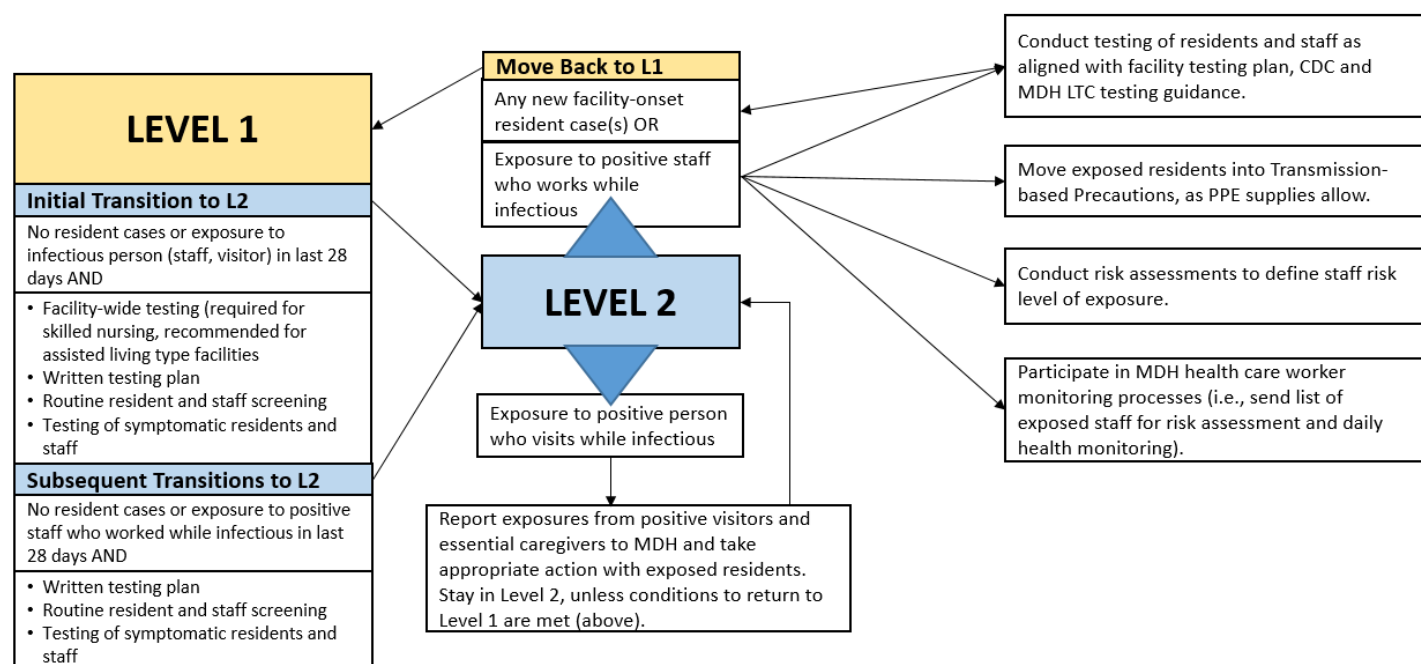 LEVEL 1
Initial Transition to L2
No resident cases or exposure to
infectious person (staff, visitor) in last 28
days AND
• Facility-wide testing (required for
skilled nursing, recommended for
assisted living type facilities
• Written testing plan
• Routine resident and staff screening
• Testing of symptomatic residents and
staff
Subsequent Transitions to L2
No resident cases or exposure to positive
staff who worked while infectious in last
28 days AND
• Written testing plan
• Routine resident and staff screening
• Testing of symptomatic residents and
staff
Move Back to L1
Any new facility-onset
resident case(s) OR
Exposure to positive staff
who works while
infectious
LEVEL 2
Exposure to positive person
who visits while infectious
Report exposures from positive visitors and
essential caregivers to MDH and take
appropriate action with exposed residents.
Stay in Level 2, unless conditions to return to
Level 1 are met (above).
Conduct testing of residents and staff as
aligned with facility testing plan, CDC and
MDH LTC testing guidance.
Move exposed residents into Transmission-
based Precautions, as PPE supplies allow.
Conduct risk assessments to define staff risk
level of exposure.
Participate in MDH health care worker
monitoring processes (i.e., send list of
exposed staff for risk assessment and daily
health monitoring).